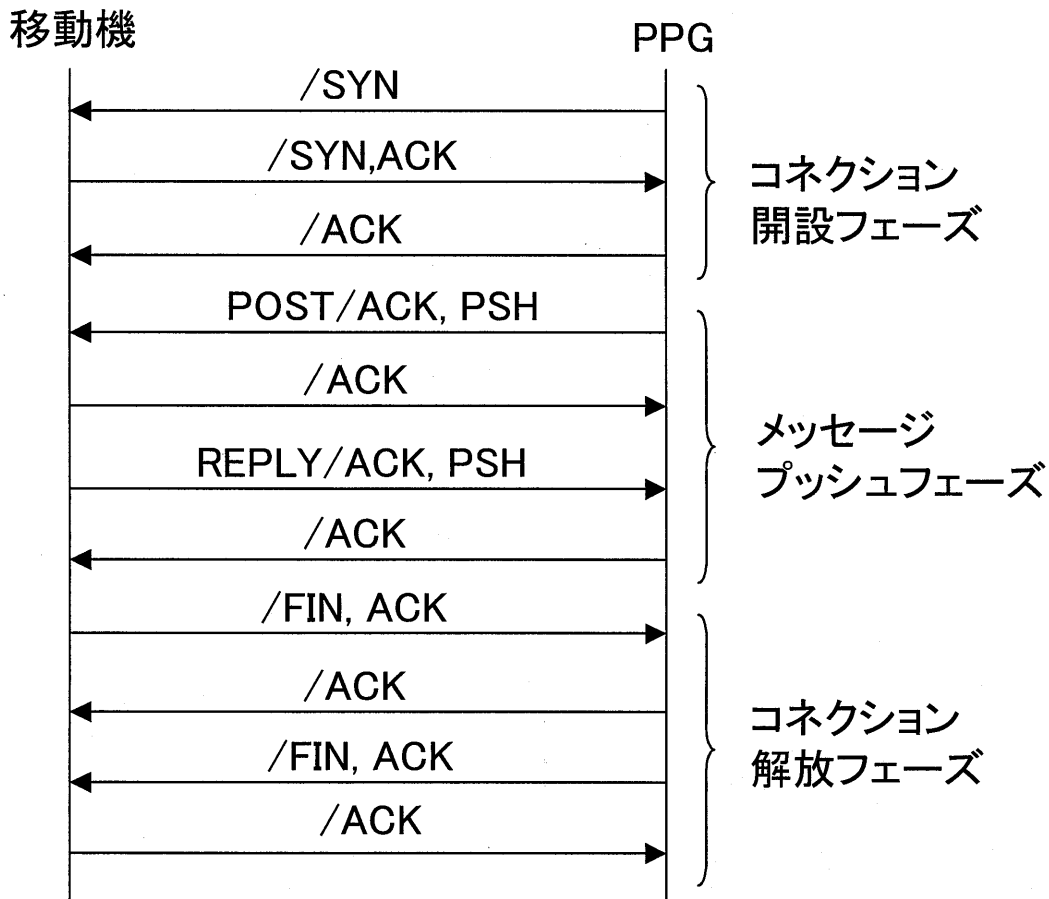 移動機
PPG
/SYN
/SYN,ACK
/ACK
コネクション
開設フェーズ
POST/ACK, PSH
/ACK
REPLY/ACK, PSH
/ACK
メッセージ
プッシュフェーズ
/FIN, ACK
/ACK
/FIN, ACK
/ACK
コネクション
解放フェーズ